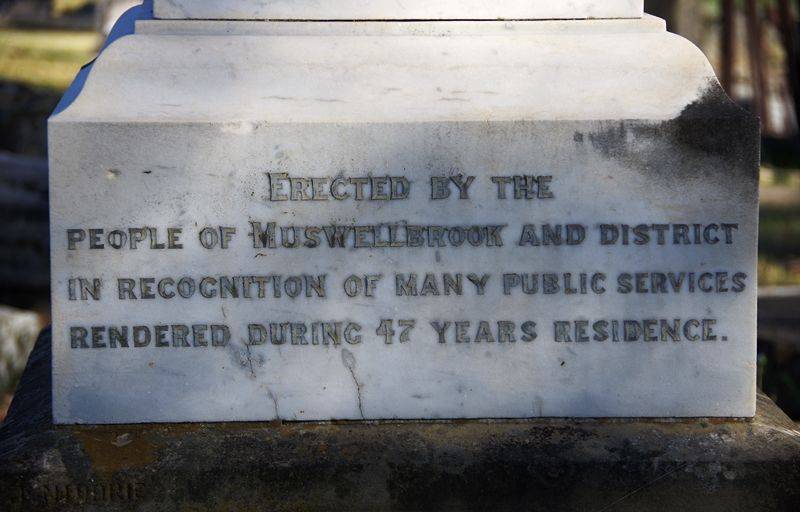 ERECTED BY THE
PEOPLE OF MUSWELLBROOK AND DISTRICT
IN RECOGNITION OF MANY PUBLIC SERVICES
RENDERED DURING 47 YEARS RESIDENCE.